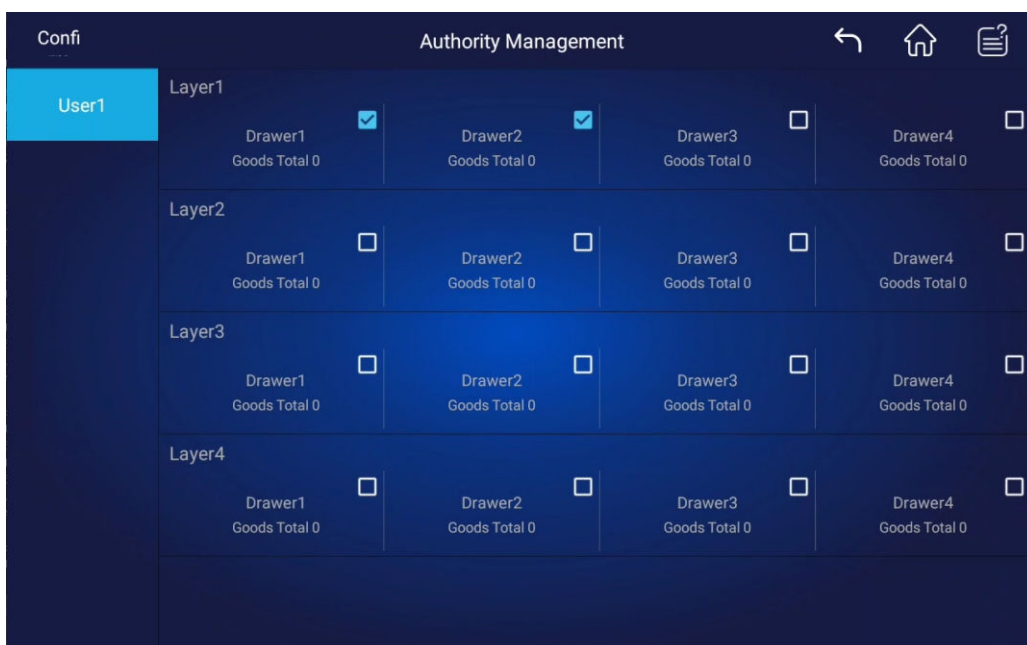 Confi
Authority Management
User1
Layer1
Drawer1
Goods Total 0
Drawer2
Goods Total 0
Drawer3
Goods Total 0
Drawer4
Goods Total 0
Layer2
Drawer1
Goods Total 0
Drawer2
Goods Total 0
Drawer3
Goods Total 0
Drawer4
Goods Total 0
Layer3
Drawer1
Goods Total 0
Drawer2
Goods Total 0
Drawer3
Goods Total 0
Drawer4
Goods Total 0
Layer4
Drawer1
Goods Total 0
Drawer2
Goods Total 0
Drawer3
Goods Total 0
Drawer4
Goods Total 0